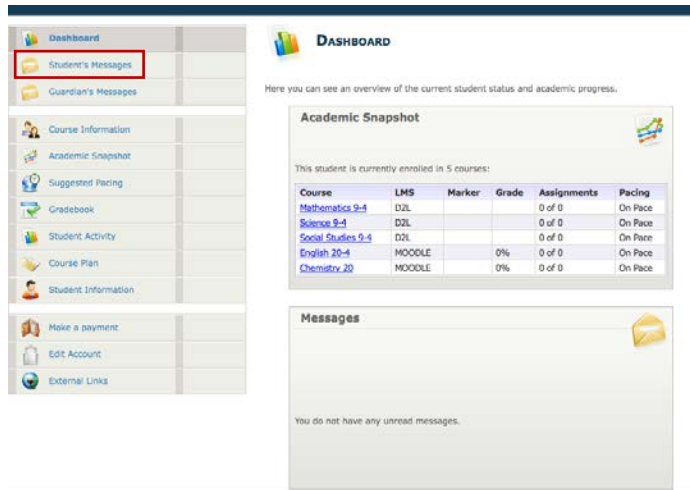 Dashboard
Student's Messages
Guardian's Messages
Course Information
Academic Snapshot
Suggested Pacing
Gradebook
Student Activity
Course Plan
Student Information
Make a payment
Edit Account
External Links
DASHBOARD
Here you can see an overview of the current student status and academic progress.
Academic Snapshot
This student is currently enrolled in 5 courses:
Course LMS Marker Grade Assignments Pacing
Mathematics 9-4 D2L 0 of 0 On Pace
Science 9-4 D2L 0 of 0 On Pace
Social Studies 9-4 D2L 0 of 0 On Pace
English 20-4 MOODLE 0% 0 of 0 On Pace
Chemistry 20 MOODLE 0% 0 of 0 On Pace
Messages
You do not have any unread messages.